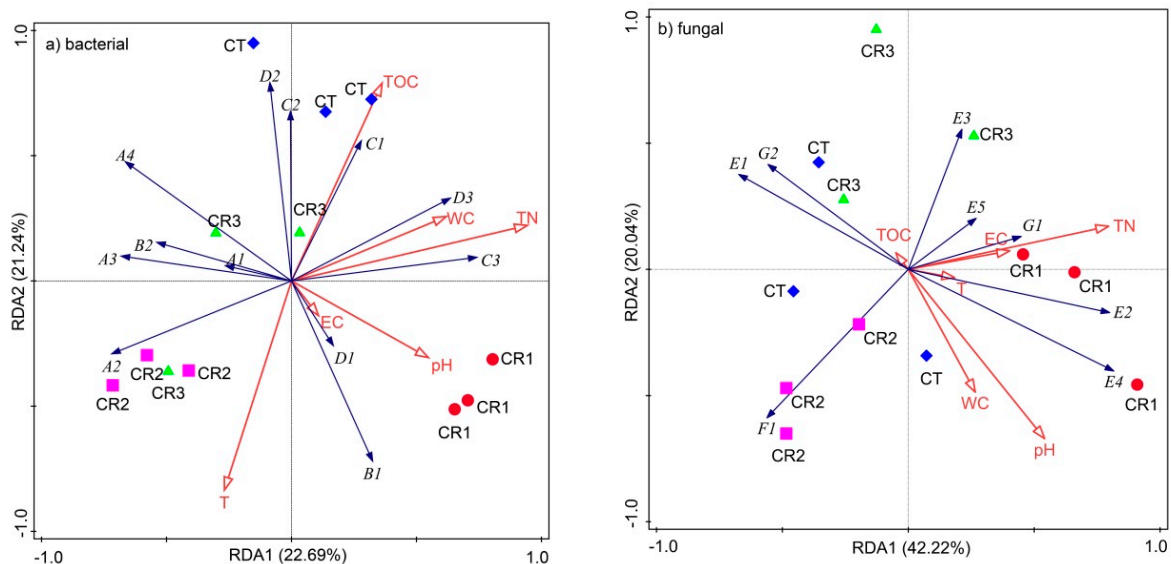 1.0
a) bacterial
CT
D2
CT
CT
TOC
C2
C1
A4
D3
CR3
CR3
WC
TN
B2
A3
A1
C3
EC
D1
pH
A2
CR2
CR2
CR3
CR1
CR1
CR1
B1
T
RDA2 (21.24%)
-1.0
-1.0
RDA1 (22.69%)
1.0
1.0
b) fungal
CR3
E3
CR3
CT
G2
E1
CR3
E5
G1
TN
TOC
EC
CR1
CR1
T
CT
CR2
E2
CT
E4
CR1
WC
CR2
F1
pH
CR2
RDA2 (20.04%)
-1.0
-1.0
RDA1 (42.22%)
1.0